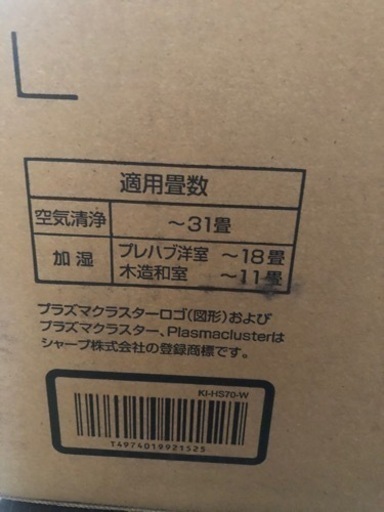 適用畳数
空気清浄 ～31畳
加湿 プレハブ洋室 ～18畳
木造和室 ～11畳
プラズマクラスターロゴ(図形)および
プラズマクラスター、Plasmaclusterは
シャープ株式会社の登録商標です。
KI-HS70-W
T4974019921525